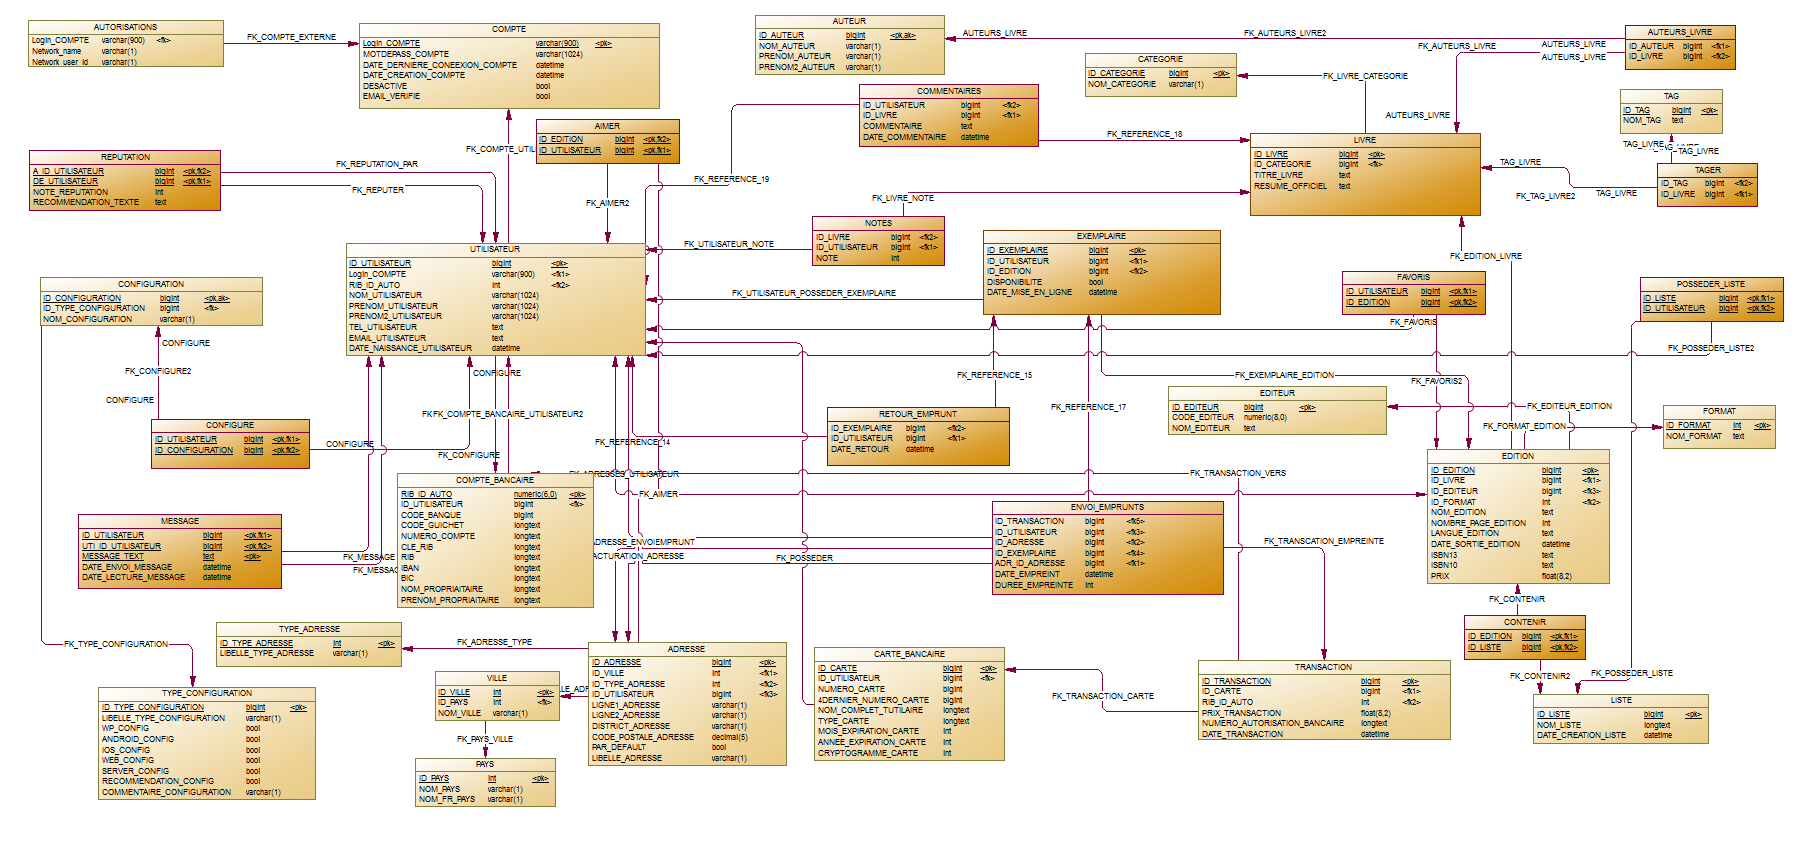 AUTORISATIONS
Login_COMPTE varchar(900) <fk>
Network_name varchar(1)
Network_user_id varchar(1)
FK_COMPTE_EXTERNE
COMPTE
Login_COMPTE varchar(900) <pk>
MOTDEPASS_COMPTE varchar(1024)
DATE_DERNIERE_CONEEXION_COMPTE datetime
DATE_CREATION_COMPTE datetime
DESACTIVE bool
EMAIL_VERIFIE bool
AUTEUR
ID_AUTEUR bigint <pk,ak>
NOM_AUTEUR varchar(1)
PRENOM_AUTEUR varchar(1)
PRENOM2_AUTEUR varchar(1)
AUTEURS_LIVRE
FK_AUTEURS_LIVRE2
FK_AUTEURS_LIVRE
AUTEURS_LIVRE
AUTEURS_LIVRE
AUTEURS_LIVRE
AUTEURS_LIVRE
ID_AUTEUR bigint <fk1>
ID_LIVRE bigint <fk2>
CATEGORIE
ID_CATEGORIE bigint <pk>
NOM_CATEGORIE varchar(1)
FK_LIVRE_CATEGORIE
COMMENTAIRES
ID_UTILISATEUR bigint <fk2>
ID_LIVRE bigint <fk1>
COMMENTAIRE text
DATE_COMMENTAIRE datetime
FK_REFERENCE_18
TAG
ID_TAG bigint <pk>
NOM_TAG text
TAG_LIVRE
TAG_LIVRE
TAGER
ID_TAG bigint <fk2>
ID_LIVRE bigint <fk1>
TAG_LIVRE
FK_TAG_LIVRE2
TAG_LIVRE
LIVRE
ID_LIVRE bigint <pk>
ID_CATEGORIE bigint <fk>
TITRE_LIVRE text
RESUME_OFFICIEL text
AIMER
ID_EDITION bigint <pk,fk2>
ID_UTILISATEUR bigint <pk,fk1>
FK_COMPTE_UTIL
FK_AIMER2
FK_REFERENCE_19
REPUTATION
A_ID_UTILISATEUR bigint <pk,fk2>
DE_UTILISATEUR bigint <pk,fk1>
NOTE_REPUTATION int
RECOMMENDATION_TEXTE text
FK_REPUTATION_PAR
FK_REPUTER
FK_LIVRE_NOTE
NOTES
ID_LIVRE bigint <fk2>
ID_UTILISATEUR bigint <fk1>
NOTE int
FK_UTILISATEUR_NOTE
UTILISATEUR
ID_UTILISATEUR bigint <pk>
Login_COMPTE varchar(900) <fk1>
RIB_ID_AUTO int <fk2>
NOM_UTILISATEUR varchar(1024)
PRENOM_UTILISATEUR varchar(1024)
PRENOM2_UTILISATEUR varchar(1024)
TEL_UTILISATEUR text
EMAIL_UTILISATEUR text
DATE_NAISSANCE_UTILISATEUR datetime
EXEMPLAIRE
ID_EXEMPLAIRE bigint <pk>
ID_UTILISATEUR bigint <fk1>
ID_EDITION bigint <fk2>
DISPONIBILITE bool
DATE_MISE_EN_LIGNE datetime
FK_UTILISATEUR_POSSEDER_EXEMPLAIRE
FK_EDITION_LIVRE
FAVORIS
ID_UTILISATEUR bigint <pk,fk1>
ID_EDITION bigint <pk,fk2>
FK_FAVORIS
FK_FAVORIS2
POSSEDER_LISTE
ID_LISTE bigint <pk,fk1>
ID_UTILISATEUR bigint <pk,fk2>
FK_POSSEDER_LISTE2
CONFIGURATION
ID_CONFIGURATION bigint <pk,ak>
ID_TYPE_CONFIGURATION bigint <fk>
NOM_CONFIGURATION varchar(1)
CONFIGURE
FK_CONFIGURE2
CONFIGURE
CONFIGURE
ID_UTILISATEUR bigint <pk,fk1>
ID_CONFIGURATION bigint <pk,fk2>
CONFIGURE
FK_CONFIGURE
CONFIGURE
FK_COMPTE_BANCAIRE_UTILISATEUR2
FK_REFERENCE_15
FK_REFERENCE_17
FK_EXEMPLAIRE_EDITION
RETOUR_EMPRUNT
ID_EXEMPLAIRE bigint <fk2>
ID_UTILISATEUR bigint <fk1>
DATE_RETOUR datetime
FK_REFERENCE_14
EDITEUR
ID_EDITEUR bigint <pk>
CODE_EDITEUR numeric(8,0)
NOM_EDITEUR text
FK_EDITEUR_EDITION
FK_FORMAT_EDITION
FORMAT
ID_FORMAT int <pk>
NOM_FORMAT text
EDITION
ID_EDITION bigint <pk>
ID_LIVRE bigint <fk1>
ID_EDITEUR bigint <fk3>
ID_FORMAT int <fk2>
NOM_EDITION text
NOMBRE_PAGE_EDITION int
LANGUE_EDITION text
DATE_SORTIE_EDITION datetime
ISBN13 text
ISBN10 text
PRIX float(8,2)
COMPTE_BANCAIRE
RIB_ID_AUTO numeric(6,0) <pk>
ID_UTILISATEUR bigint <fk>
CODE_BANQUE bigint
CODE_GUICHET longtext
NUMERO_COMPTE longtext
CLE_RIB longtext
RIB longtext
IBAN longtext
BIC longtext
NOM_PROPRIAITAIRE longtext
PRENOM_PROPRIAITAIRE longtext
ADRESSES_UTILISATEUR
FK_AIMER
FK_TRANSACTION_VERS
MESSAGE
ID_UTILISATEUR bigint <pk,fk1>
UTI_ID_UTILISATEUR bigint <pk,fk2>
MESSAGE_TEXT text <pk>
DATE_ENVOI_MESSAGE datetime
DATE_LECTURE_MESSAGE datetime
FK_MESSAGE
FK_MESSAG
ADRESSE_ENVOIEMPRUNT
ACTURATION_ADRESSE
FK_POSSEDER
ENVOI_EMPRUNTS
ID_TRANSACTION bigint <fk5>
ID_UTILISATEUR bigint <fk3>
ID_ADRESSE bigint <fk2>
ID_EXEMPLAIRE bigint <fk4>
ADR_ID_ADRESSE bigint <fk1>
DATE_EMPREINT datetime
DUREE_EMPREINTE int
FK_TRANSCATION_EMPREINTE
FK_CONTENIR
CONTENIR
ID_EDITION bigint <pk,fk1>
ID_LISTE bigint <pk,fk2>
FK_CONTENIR2
FK_POSSEDER_LISTE
LISTE
ID_LISTE bigint <pk>
NOM_LISTE longtext
DATE_CREATION_LISTE datetime
FK_TYPE_CONFIGURATION
TYPE_CONFIGURATION
ID_TYPE_CONFIGURATION bigint <pk>
LIBELLE_TYPE_CONFIGURATION varchar(1)
WP_CONFIG bool
ANDROID_CONFIG bool
IOS_CONFIG bool
WEB_CONFIG bool
SERVER_CONFIG bool
RECOMMENDATION_CONFIG bool
COMMENTAIRE_CONFIGURATION varchar(1)
TYPE_ADRESSE
ID_TYPE_ADRESSE int <pk>
LIBELLE_TYPE_ADRESSE varchar(1)
FK_ADRESSE_TYPE
VILLE
ID_VILLE int <pk>
ID_PAYS int <fk>
NOM_VILLE varchar(1)
FK_PAYS_VILLE
PAYS
ID_PAYS int <pk>
NOM_PAYS varchar(1)
NOM_FR_PAYS varchar(1)
ADRESSE
ID_ADRESSE bigint <pk>
ID_VILLE int <fk1>
ID_TYPE_ADRESSE int <fk2>
ID_UTILISATEUR bigint <fk3>
LIGNE1_ADRESSE varchar(1)
LIGNE2_ADRESSE varchar(1)
DISTRICT_ADRESSE varchar(1)
CODE_POSTALE_ADRESSE decimal(5)
PAR_DEFAULT bool
LIBELLE_ADRESSE varchar(1)
CARTE_BANCAIRE
ID_CARTE bigint <pk>
ID_UTILISATEUR bigint <fk>
NUMERO_CARTE bigint
4DERNIER_NUMERO_CARTE bigint
NOM_COMPLET_TUTILAIRE longtext
TYPE_CARTE longtext
MOIS_EXPIRATION_CARTE int
ANNEE_EXPIRATION_CARTE int
CRYPTOGRAMME_CARTE int
FK_TRANSACTION_CARTE
TRANSACTION
ID_TRANSACTION bigint <pk>
ID_CARTE bigint <fk1>
RIB_ID_AUTO int <fk2>
PRIX_TRANSACTION float(8,2)
NUMERO_AUTORISATION_BANCAIRE longtext
DATE_TRANSACTION datetime